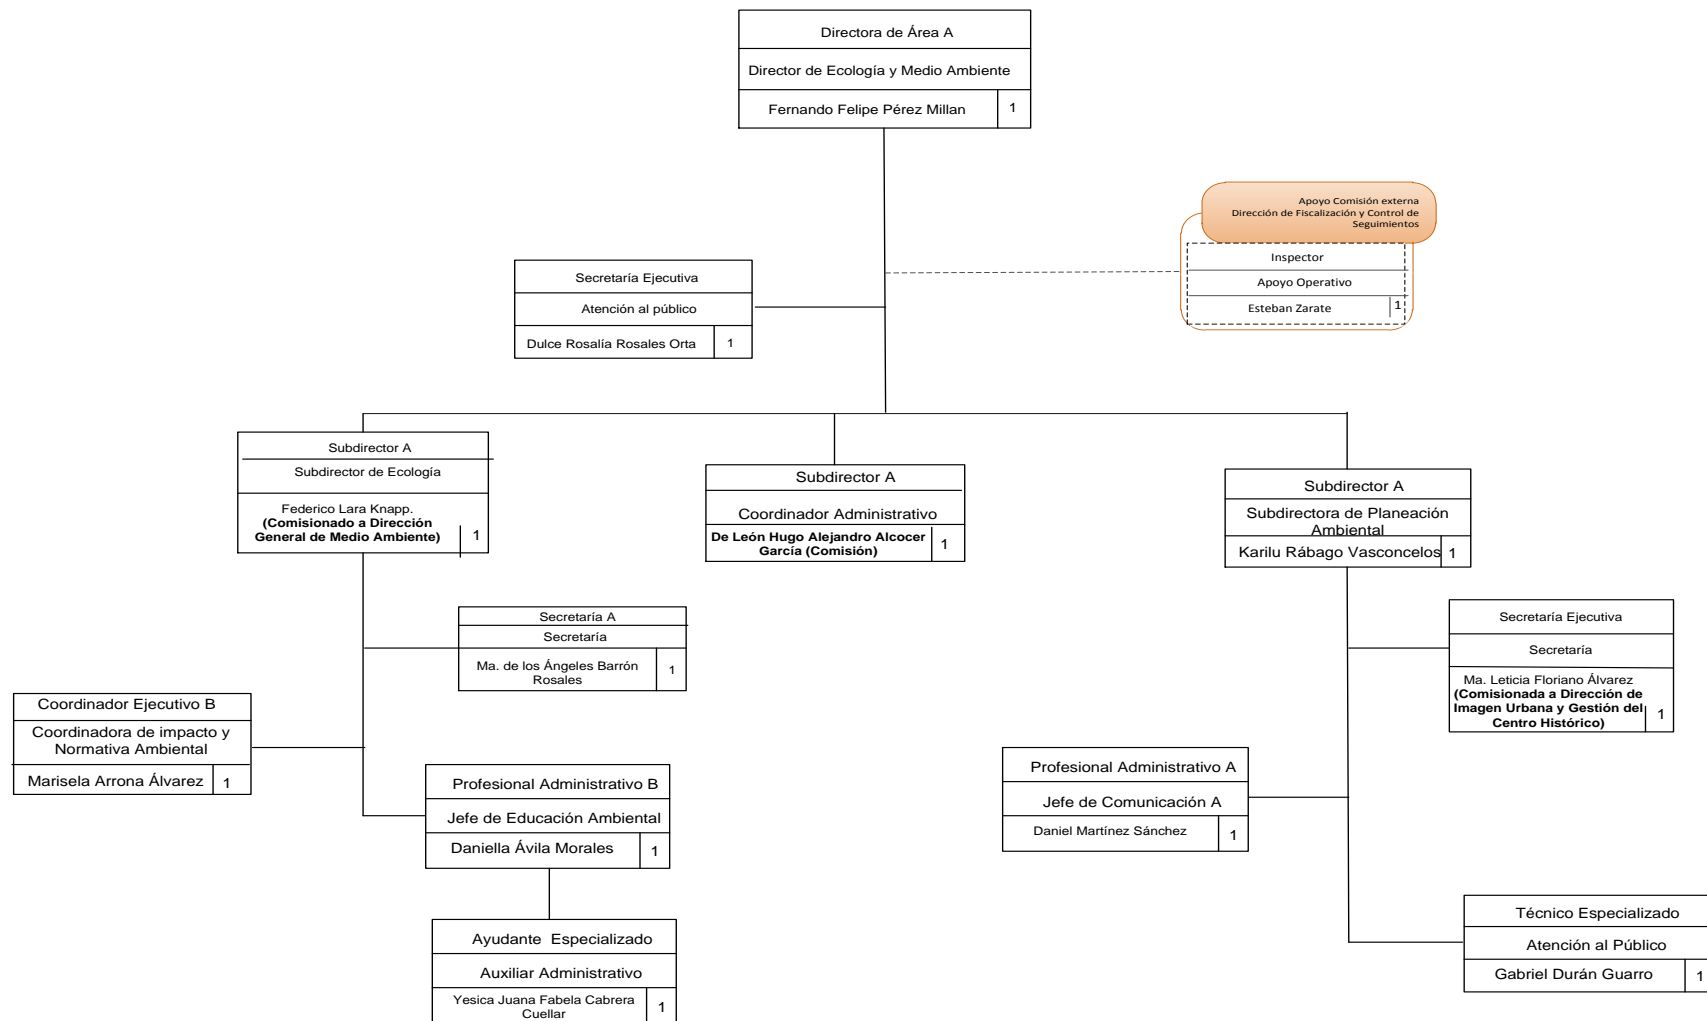 Directora de Área A
Director de Ecología y Medio Ambiente
Fernando Felipe Pérez Millan
1
Apoyo Comisión externa
Dirección de Fiscalización y Control de
Seguimientos
Inspector
Apoyo Operativo
Esteban Zarate
1
Secretaría Ejecutiva
Atención al público
Dulce Rosalía Rosales Orta
1
Subdirector A
Subdirector de Ecología
Federico Lara Knapp.
(Comisionado a Dirección
General de Medio Ambiente)
1
Subdirector A
Coordinador Administrativo
De León Hugo Alejandro Alcocer
García (Comisión)
1
Subdirector A
Subdirectora de Planeación
Ambiental
Karilu Rábago Vasconcelos
1
Secretaría A
Secretaría
Ma. de los Ángeles Barrón
Rosales
1
Secretaría Ejecutiva
Secretaría
Ma. Leticia Floriano Álvarez
(Comisionada a Dirección de
Imagen Urbana y Gestión del
Centro Histórico)
1
Coordinador Ejecutivo B
Coordinadora de impacto y
Normativa Ambiental
Marisela Arrona Álvarez
1
Profesional Administrativo B
Jefe de Educación Ambiental
Daniella Ávila Morales
1
Profesional Administrativo A
Jefe de Comunicación A
Daniel Martínez Sánchez
1
Ayudante  Especializado
Auxiliar Administrativo
Yesica Juana Fabela Cabrera
Cuellar
1
Técnico Especializado
Atención al Público
Gabriel Durán Guarro
1